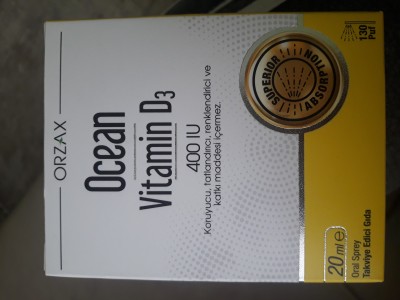 ORZAX
Ocean
Vitamin D3
400 IU
Koruyucu, tatlandırıcı, renklendirici ve
katkı maddesi içermez.
SUPERIOR
ABSORPTION
130
Puf
20 ml ℮
Oral Sprey
Takviye Edici Gıda